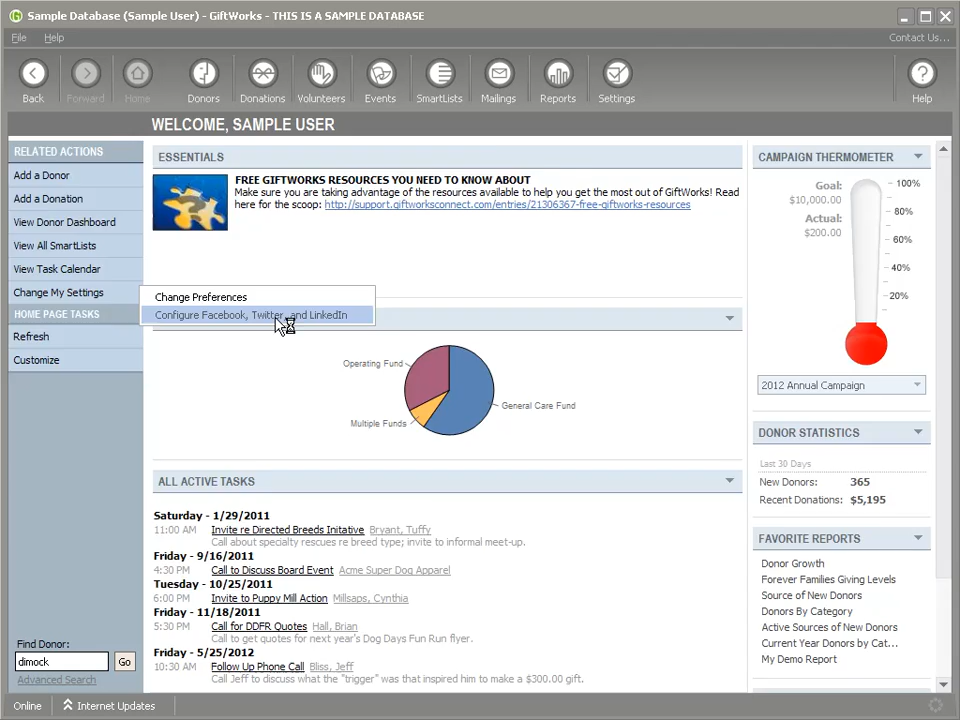 Sample Database (Sample User) - GiftWorks - THIS IS A SAMPLE DATABASE
File Help Contact Us...
Back Forward Home Donors Donations Volunteers Events SmartLists Mailings Reports Settings Help
WELCOME, SAMPLE USER
RELATED ACTIONS
Add a Donor
Add a Donation
View Donor Dashboard
View All SmartLists
View Task Calendar
Change My Settings
HOME PAGE TASKS
Refresh
Customize
Change Preferences
Configure Facebook, Twitter, and LinkedIn
ESSENTIALS
FREE GIFTWORKS RESOURCES YOU NEED TO KNOW ABOUT
Make sure you are taking advantage of the resources available to help you get the most out of GiftWorks! Read
here for the scoop: http://support.giftworksconnect.com/entries/21306367-free-giftworks-resources
Operating Fund
Multiple Funds
General Care Fund
ALL ACTIVE TASKS
Saturday - 1/29/2011
11:00 AM Invite re Directed Breeds Initative Bryant, Tuffy
Call about specialty rescues re breed type; invite to informal meet-up.
Friday - 9/16/2011
4:30 PM Call to Discuss Board Event Acme Super Dog Apparel
Tuesday - 10/25/2011
6:00 PM Invite to Puppy Mill Action Millsaps, Cynthia
Friday - 11/18/2011
5:30 PM Call for DDFR Quotes Hall, Brian
Call to get quotes for next year's Dog Days Fun Run flyer.
Friday - 5/25/2012
10:30 AM Follow Up Phone Call Bliss, Jeff
Call Jeff to discuss what the "trigger" was that inspired him to make a $300.00 gift.
CAMPAIGN THERMOMETER
Goal:
$10,000.00
Actual:
$200.00
100%
80%
60%
40%
20%
2012 Annual Campaign
DONOR STATISTICS
Last 30 Days
New Donors: 365
Recent Donations: $5,195
FAVORITE REPORTS
Donor Growth
Forever Families Giving Levels
Source of New Donors
Donors By Category
Active Sources of New Donors
Current Year Donors by Cat...
My Demo Report
Find Donor:
dimock Go
Advanced Search
Online Internet Updates